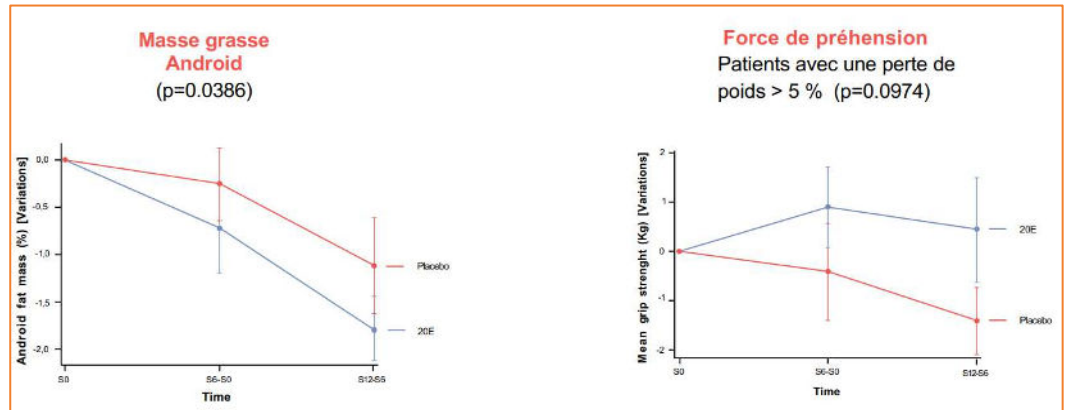 Masse grasse
Android
(p=0.0386)
Android fat mass (%) [Variations]
0,0
-0,5
-1,0
-1,5
-2,0
Placebo
20E
S0
S6-S0
S12-S6
Time
Force de préhension
Patients avec une perte de
poids > 5 % (p=0.0974)
Mean grip strenght (Kg) [Variations]
2
1
0
-1
-2
20E
Placebo
S0
S6-S0
S12-S6
Time